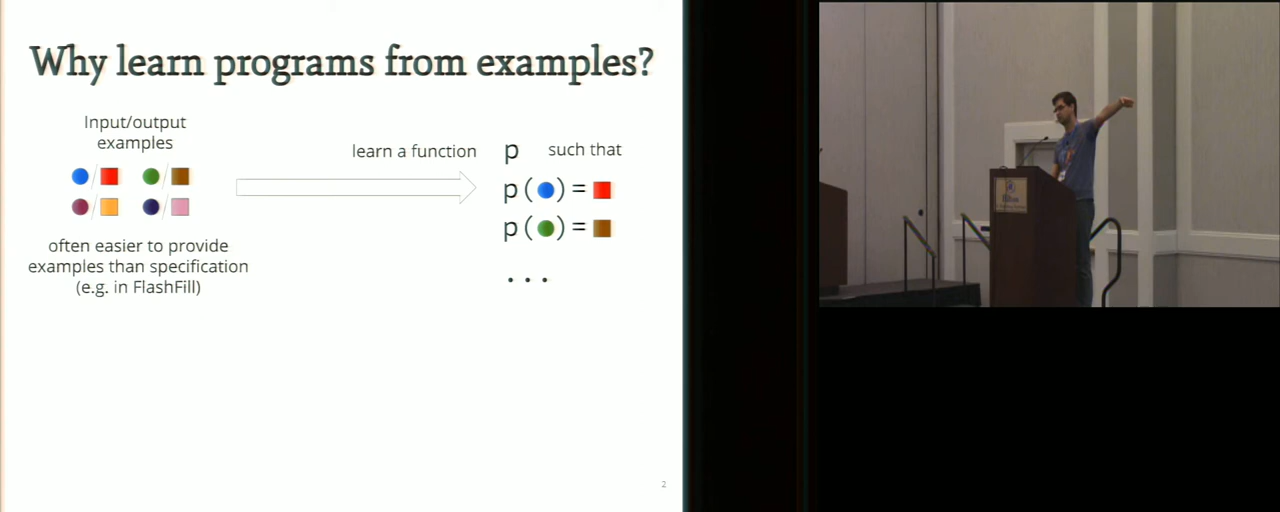 Why learn programs from examples?
Input/output
examples
often easier to provide
examples than specification
(e.g. in FlashFill)
learn a function
p such that
p ( ) =
p ( ) =
. . .
2
Hilton